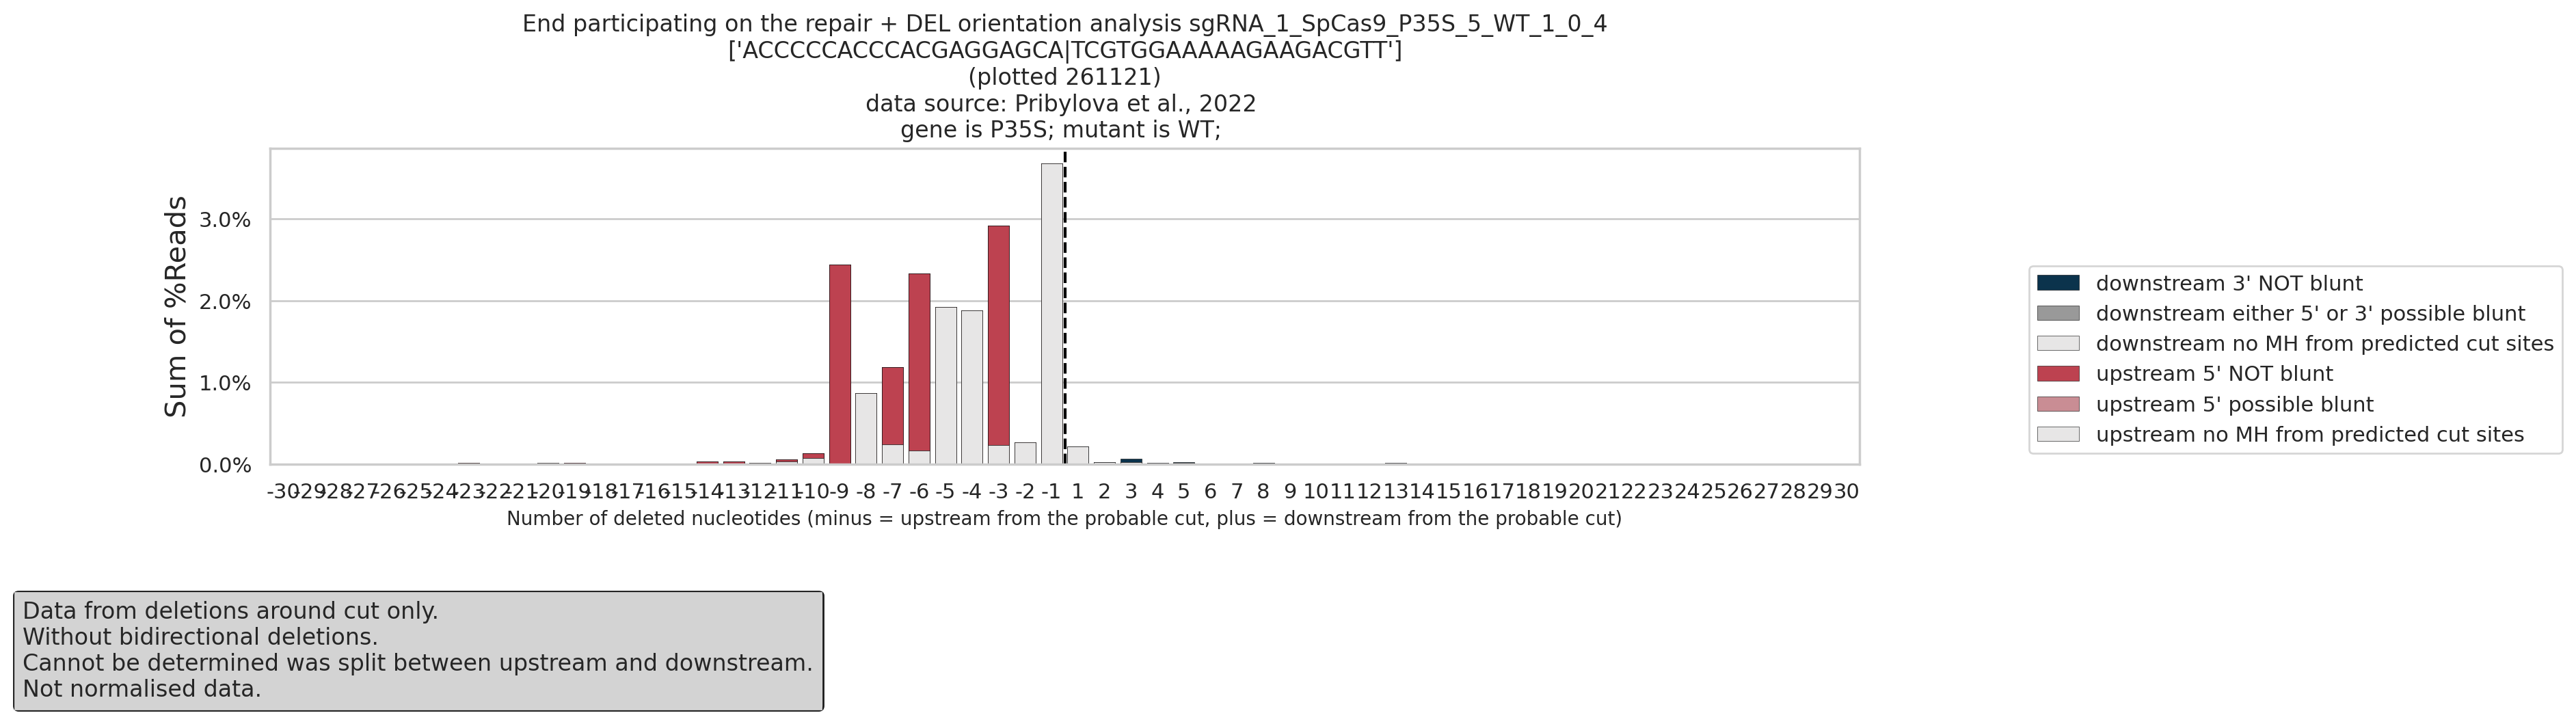 End participating on the repair + DEL orientation analysis sgRNA_1_SpCas9_P35S_5_WT_1_0_4
['ACCCCCACCCACGAGGAGCA|TCGTGGAAAAAGAAGACGTT']
(plotted 261121)
data source: Pribylova et al., 2022
gene is P35S; mutant is WT;
Sum of %Reads
3.0%
2.0%
1.0%
0.0%
-30 -29 -28 -27 -26 -25 -24 -23 -22 -21 -20 -19 -18 -17 -16 -15 -14 -13 -12 -11 -10 -9 -8 -7 -6 -5 -4 -3 -2 -1 1 2 3 4 5 6 7 8 9 10 11 12 13 14 15 16 17 18 19 20 21 22 23 24 25 26 27 28 29 30
Number of deleted nucleotides (minus = upstream from the probable cut, plus = downstream from the probable cut)
downstream 3' NOT blunt
downstream either 5' or 3' possible blunt
downstream no MH from predicted cut sites
upstream 5' NOT blunt
upstream 5' possible blunt
upstream no MH from predicted cut sites
Data from deletions around cut only.
Without bidirectional deletions.
Cannot be determined was split between upstream and downstream.
Not normalised data.